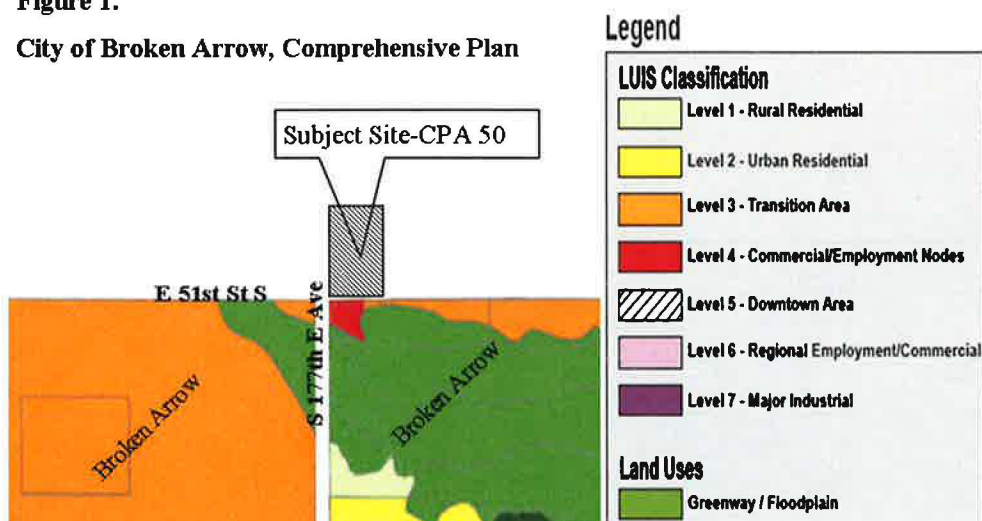 Figure 1.
City of Broken Arrow, Comprehensive Plan
Subject Site-CPA 50
E 51st St S
S 177th E Ave
Broken Arrow
Broken Arrow
Legend
LUIS Classification
Level 1 - Rural Residential
Level 2 - Urban Residential
Level 3 - Transition Area
Level 4 - Commercial/Employment Nodes
Level 5 - Downtown Area
Level 6 - Regional Employment/Commercial
Level 7 - Major Industrial
Land Uses
Greenway / Floodplain